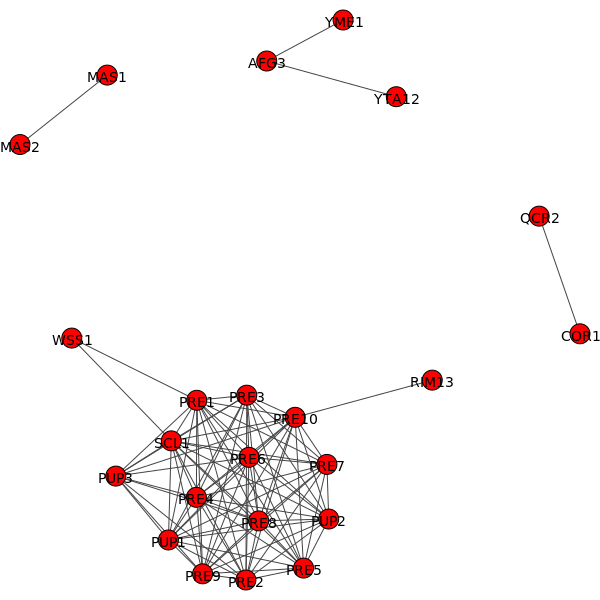 YME1
AFG3
MAS1
YTA12
MAS2
QCR2
COR1
WSS1
RIM13
PRE1
PRE3
PRE10
SCL1
PRE6
PRE7
PUP3
PRE4
PRE8
PUP2
PUP1
PRE9
PRE2
PRE5